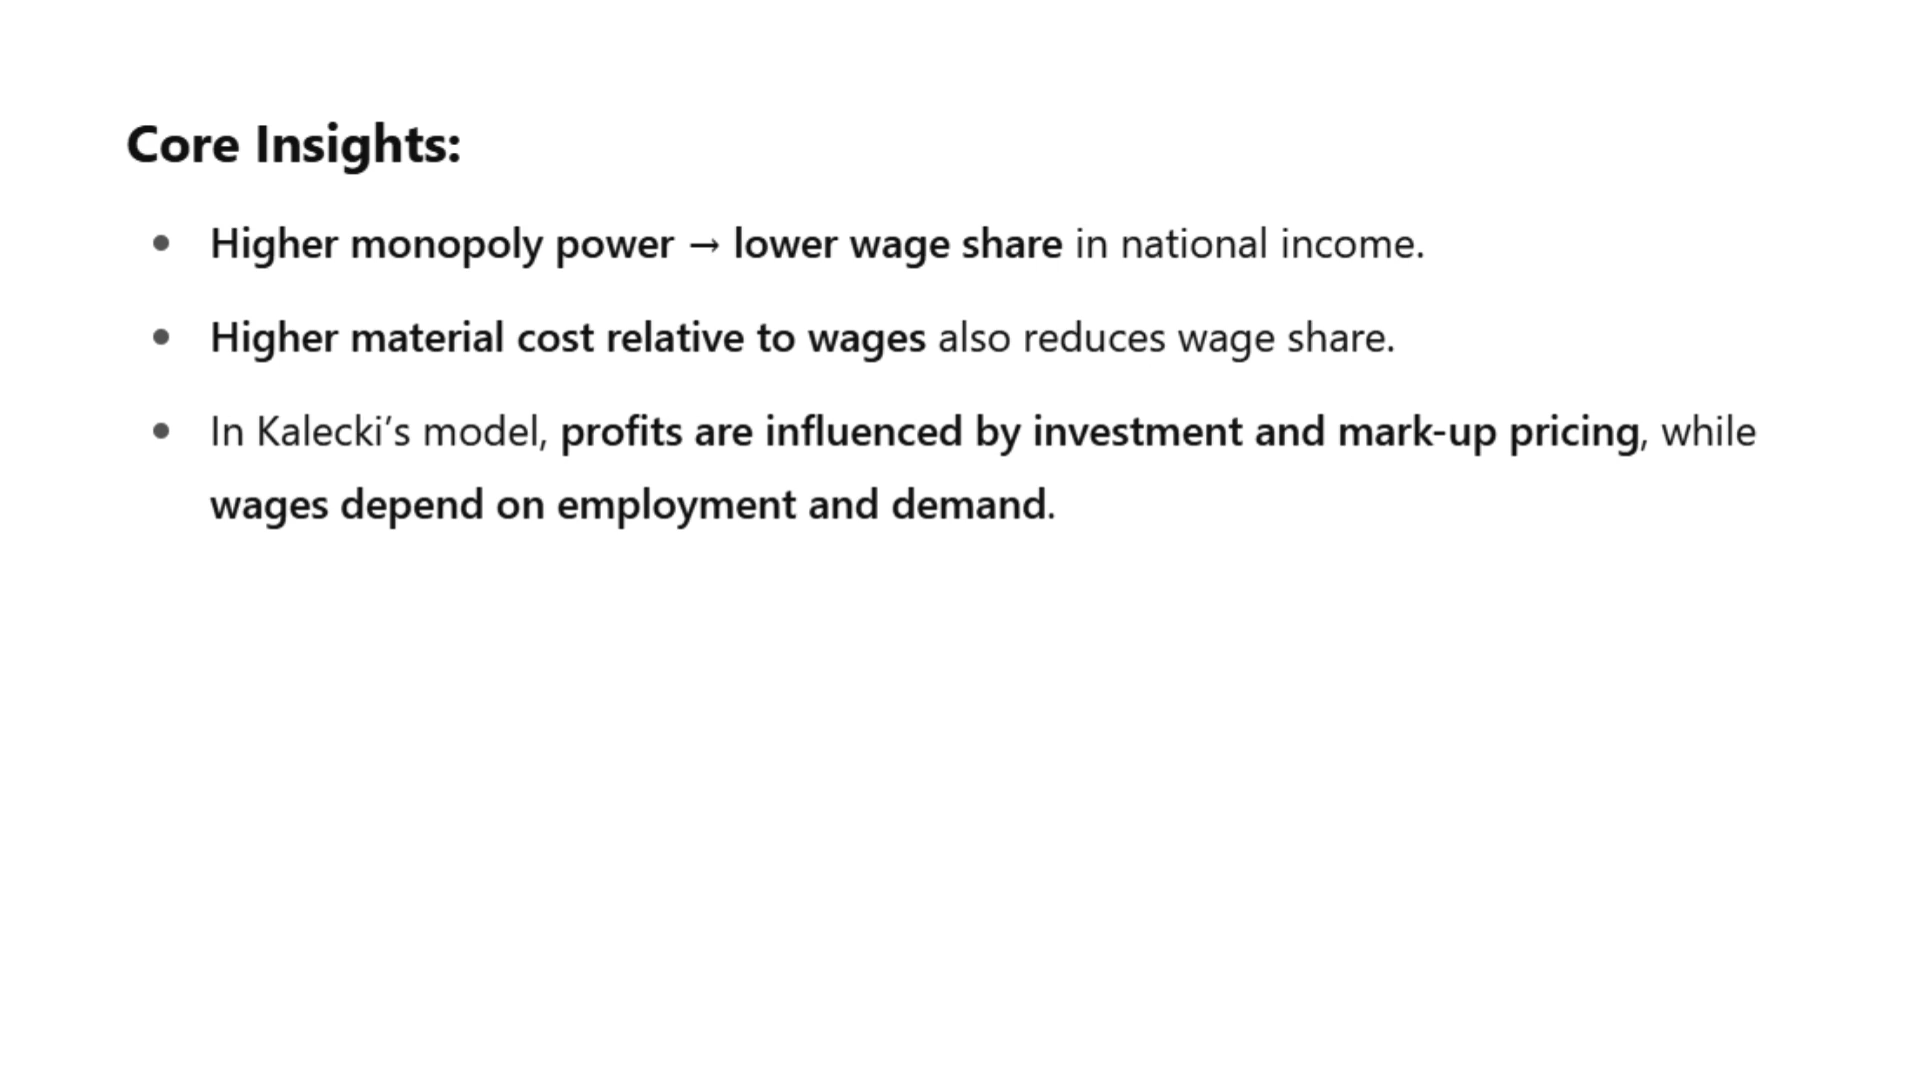 Core Insights:
• Higher monopoly power → lower wage share in national income.
• Higher material cost relative to wages also reduces wage share.
• In Kalecki’s model, profits are influenced by investment and mark-up pricing, while
wages depend on employment and demand.